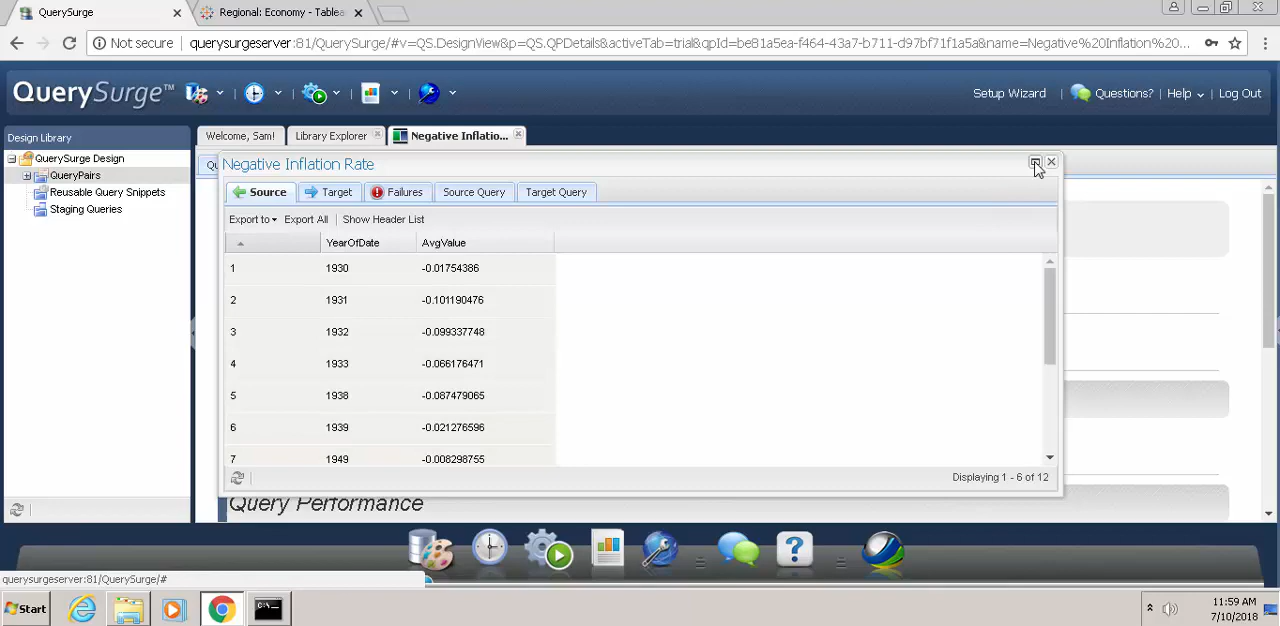 QuerySurge
Regional: Economy - Tablea
Not secure
querysurgeserver:81/QuerySurge/#v=QS.DesignView&p=QS.QPDetails&activeTab=trial&qpId=be81a5ea-f464-43a7-b711-d97bf71f1a5a&name=Negative%20Inflation%20...
QuerySurge™
Setup Wizard
Questions?
Help
Log Out
Design Library
Welcome, Sam!
Library Explorer
Negative Inflatio...
QuerySurge Design
QueryPairs
Reusable Query Snippets
Staging Queries
Qu
Negative Inflation Rate
Source
Target
Failures
Source Query
Target Query
Export to
Export All
Show Header List
YearOfDate
AvgValue
1 1930 -0.01754386
2 1931 -0.101190476
3 1932 -0.099337748
4 1933 -0.066176471
5 1938 -0.087479065
6 1939 -0.021276596
7 1949 -0.008298755
Displaying 1 - 6 of 12
Query Performance
querysurgeserver:81/QuerySurge/#
Start
11:59 AM
7/10/2018